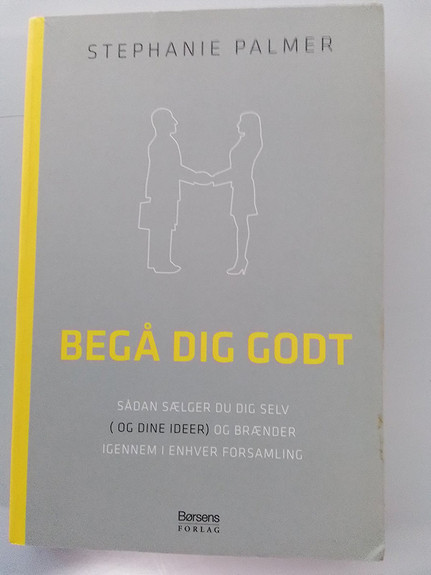 STEPHANIE PALMER
BEGÅ DIG GODT
SÅDAN SÆLGER DU DIG SELV
( OG DINE IDEER) OG BRÆNDER
IGENNEM I ENHVER FORSAMLING
Børsens
FORLAG